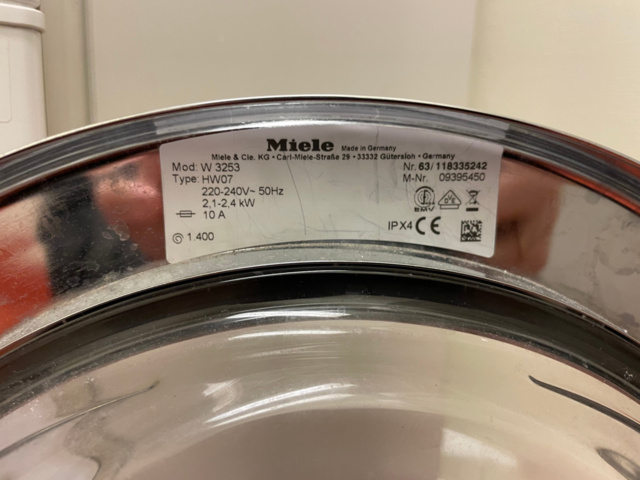 Miele Made in Germany
Miele & Cie. KG • Carl-Miele-Straße 29 • 33332 Gütersloh • Germany
Mod: W 3253
Nr. 63/ 118335242
Type: HW07
M-Nr. 09395450
220-240V~ 50Hz
2,1-2,4 kW
10 A
EMV
IPX4 CE
1.400